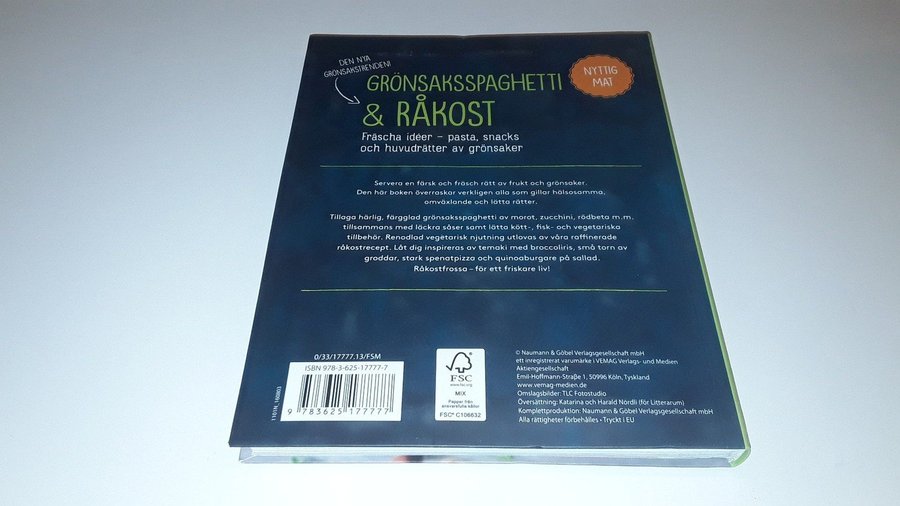 DEN NYA
GRÖNSAKSTRENDEN!
GRÖNSAKSSPAGHETTI
& RÅKOST
NYTTIG
MAT
Fräscha idéer – pasta, snacks
och huvudrätter av grönsaker
Servera en färsk och fräsch rätt av frukt och grönsaker.
Den här boken överraskar verkligen alla som gillar hälsosamma,
omväxlande och lätta rätter.
Tillaga härlig, färgglad grönsaksspaghetti av morot, zucchini, rödbeta m.m.
tillsammans med läckra såser samt lätta kött-, fisk- och vegetariska
tillbehör. Renodlad vegetarisk njutning utlovas av våra raffinerade
råkostrecept. Låt dig inspireras av temaki med broccoliris, små torn av
groddar, stark spenatpizza och quinoaburgare på sallad.
Råkostfrossa – för ett friskare liv!
0/33/17777.13/FSM
ISBN 978-3-625-17777-7
9 783625 177777
FSC
www.fsc.org
MIX
Papper från
ansvarsfulla källor
FSC® C106632
© Naumann & Göbel Verlagsgesellschaft mbH
ett inregistrerat varumärke i VEMAG Verlags- und Medien
Aktiengesellschaft
Emil-Hoffmann-Straße 1, 50996 Köln, Tyskland
www.vemag-medien.de
Omslagsbilder: TLC Fotostudio
Översättning: Katarina och Harald Nördli (för Litterarum)
Komplettproduktion: Naumann & Göbel Verlagsgesellschaft mbH
Alla rättigheter förbehålles • Tryckt i EU